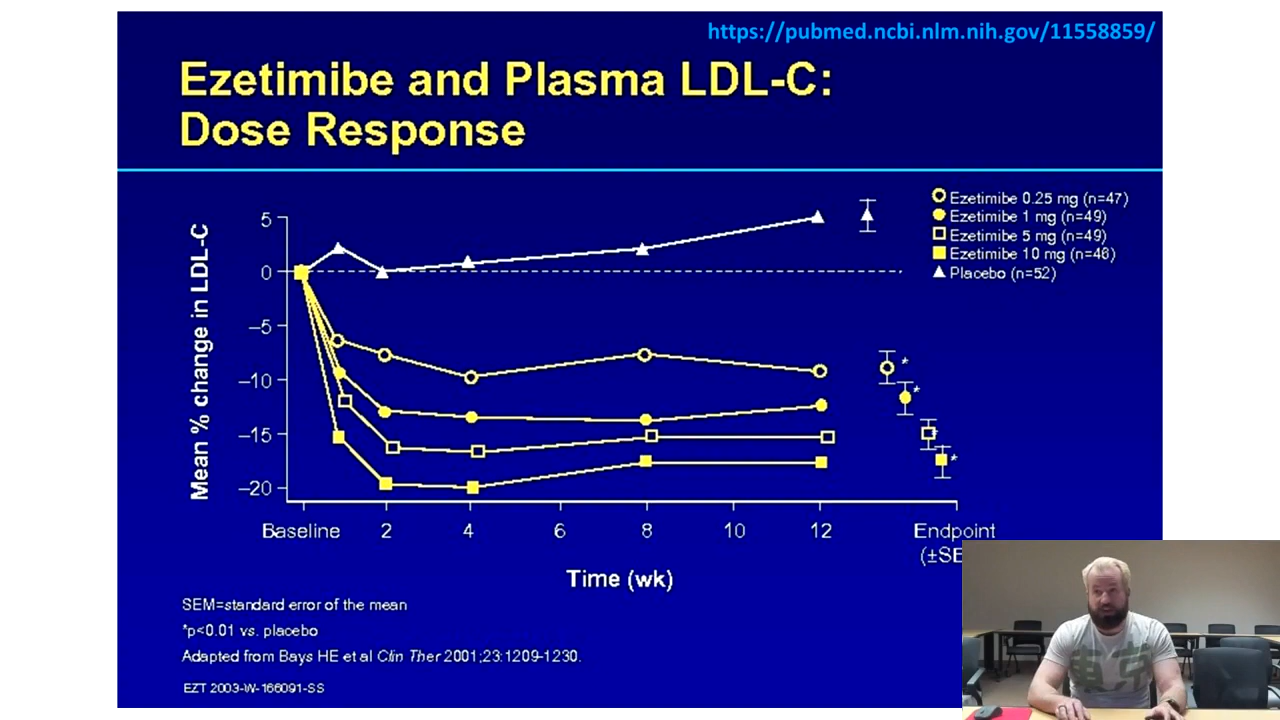 https://pubmed.ncbi.nlm.nih.gov/11558859/
Ezetimibe and Plasma LDL-C:
Dose Response
Ezetimibe 0.25 mg (n=47)
Ezetimibe 1 mg (n=49)
Ezetimibe 5 mg (n=49)
Ezetimibe 10 mg (n=46)
Placebo (n=52)
Mean % change in LDL-C
5
0
–5
–10
–15
–20
* * *
Baseline 2 4 6 8 10 12 Endpoint
(±SE
Time (wk)
SEM=standard error of the mean
*p<0.01 vs. placebo
Adapted from Bays HE et al Clin Ther 2001;23:1209-1230.
EZT 2003-W-166091-SS